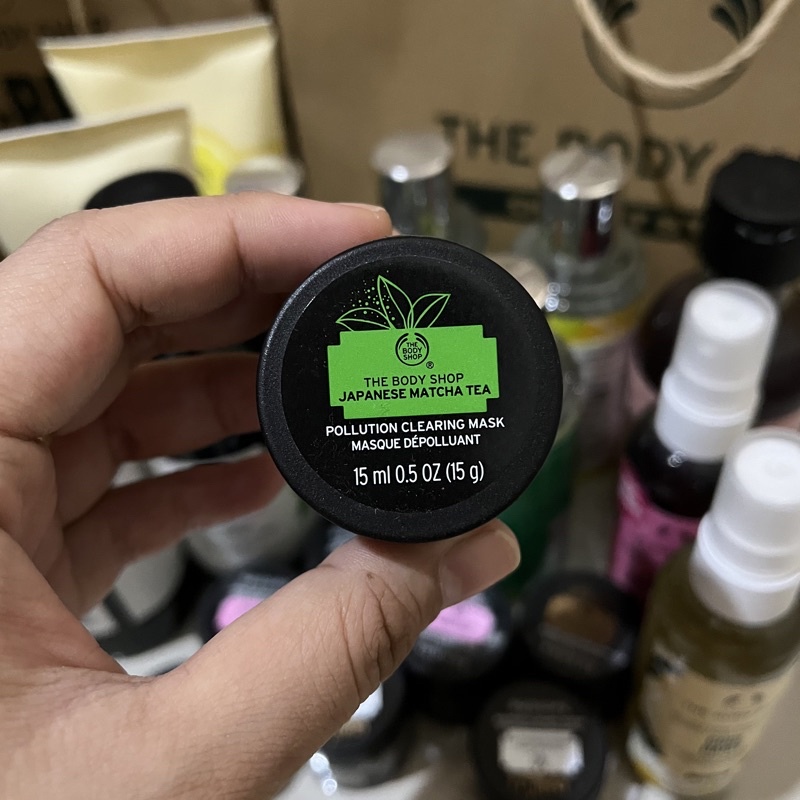 THE BODY
THE
BODY
SHOP
®
THE BODY SHOP
JAPANESE MATCHA TEA
POLLUTION CLEARING MASK
MASQUE DÉPOLLUANT
15 ml 0.5 OZ (15 g)